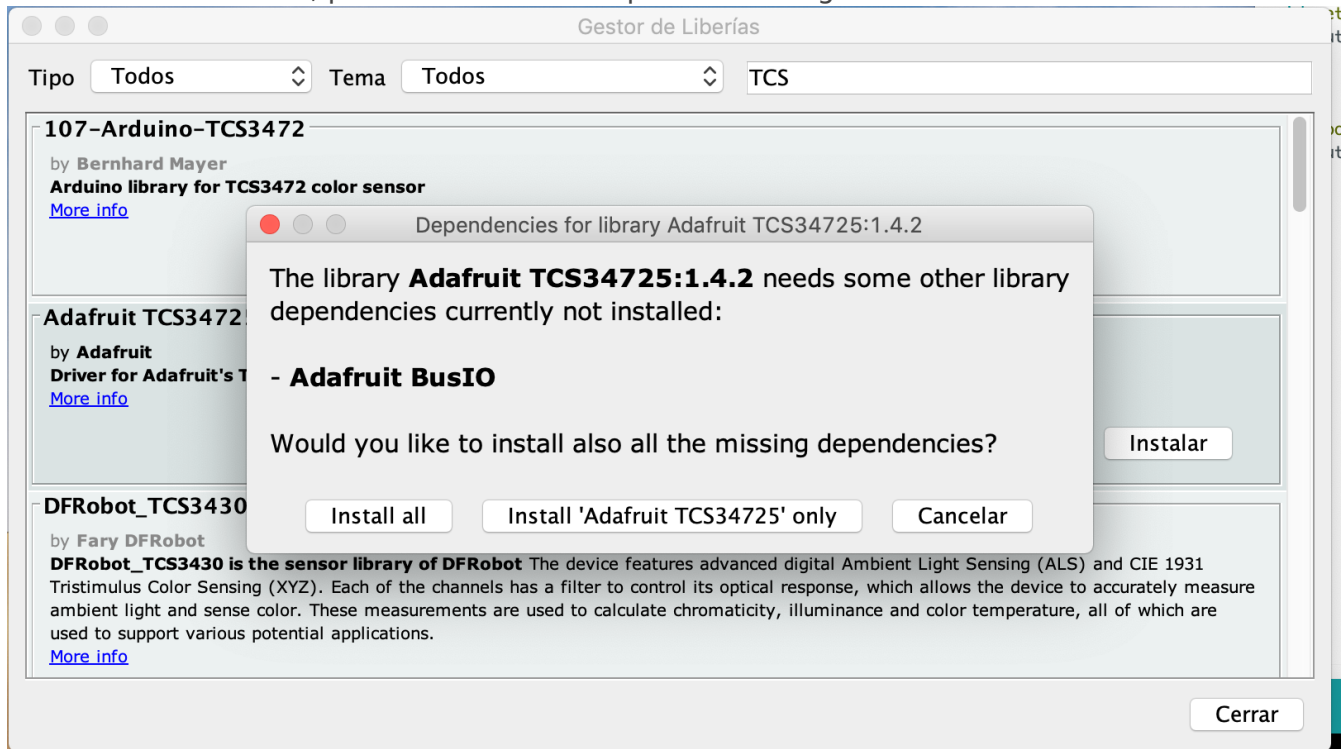 Gestor de Liberías
Tipo Todos Tema Todos TCS
107-Arduino-TCS3472
by Bernhard Mayer
Arduino library for TCS3472 color sensor
More info
Dependencies for library Adafruit TCS34725:1.4.2
The library Adafruit TCS34725:1.4.2 needs some other library
dependencies currently not installed:
- Adafruit BusIO
Would you like to install also all the missing dependencies?
Install all Install 'Adafruit TCS34725' only Cancelar
Adafruit TCS3472
by Adafruit
Driver for Adafruit's T
More info
Instalar
DFRobot_TCS3430
by Fary DFRobot
DFRobot_TCS3430 is the sensor library of DFRobot The device features advanced digital Ambient Light Sensing (ALS) and CIE 1931
Tristimulus Color Sensing (XYZ). Each of the channels has a filter to control its optical response, which allows the device to accurately measure
ambient light and sense color. These measurements are used to calculate chromaticity, illuminance and color temperature, all of which are
used to support various potential applications.
More info
Cerrar